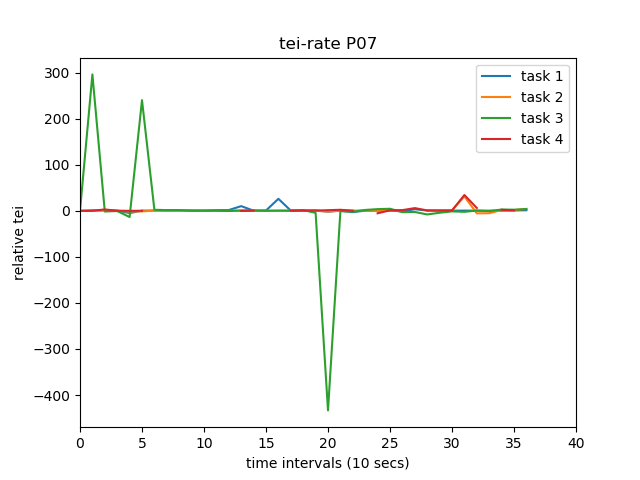 tei-rate P07
task 1
task 2
task 3
task 4
relative tei
300
200
100
0
−100
−200
−300
−400
0 5 10 15 20 25 30 35 40
time intervals (10 secs)